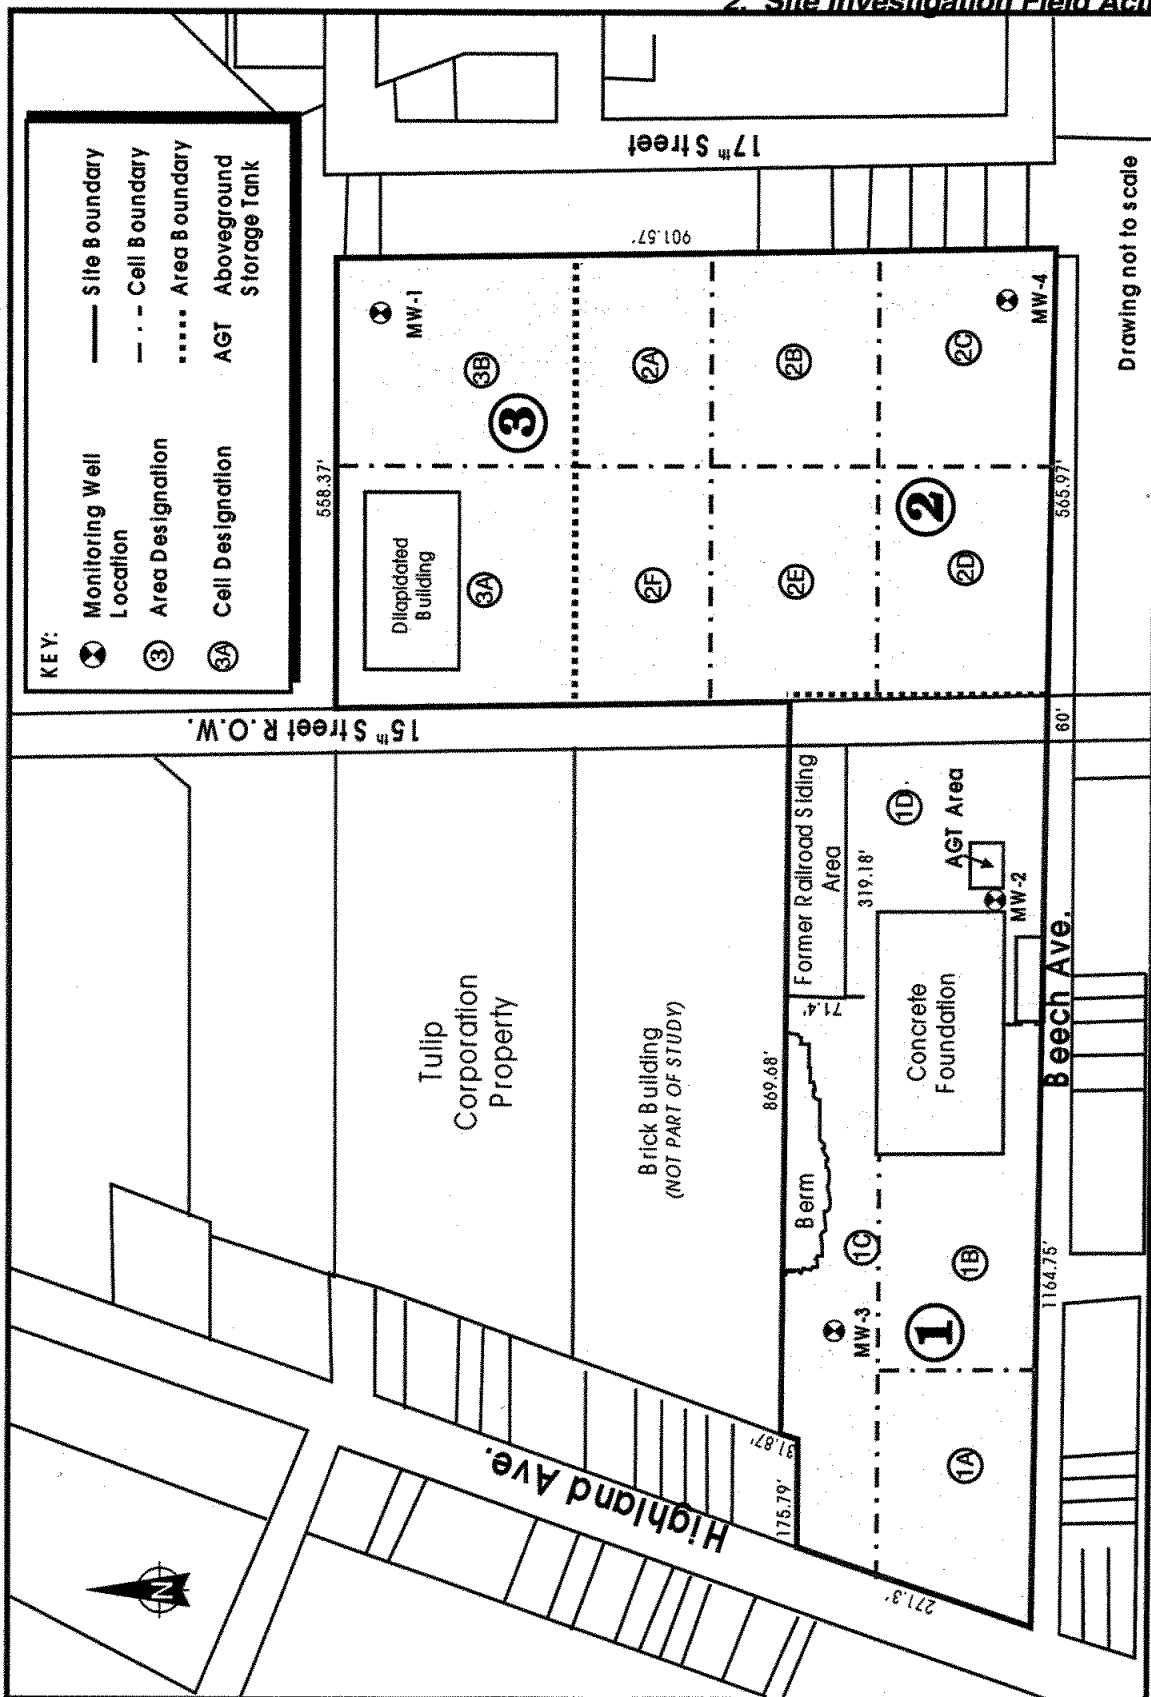 2. Site Investigation Field Acti
KEY:
Monitoring Well
Location
3 Area Designation
3A Cell Designation
Site Boundary
Cell Boundary
Area Boundary
AGT Aboveground
Storage Tank
N
Highland Ave.
15th Street R.O.W.
17th Street
Beech Ave.
558.37'
901.57'
565.97'
60'
Dilapidated
Building
3A
3B
3
MW-1
2F
2A
2E
2B
2D
2C
2
MW-4
Tulip
Corporation
Property
Brick Building
(NOT PART OF STUDY)
869.68'
Berm
71.4'
Former Railroad Siding
Area
319.18'
31.87'
175.79'
271.3'
1A
1B
1C
1D
1
MW-3
Concrete
Foundation
MW-2
AGT Area
1164.75'
Drawing not to scale